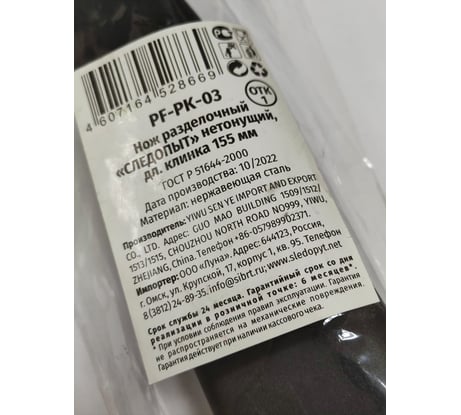 4607164528669
PF-PK-03
ОТК
1
Нож разделочный
«СЛЕДОПЫТ» нетонущий,
дл. клинка 155 мм
ГОСТ Р 51644-2000
Дата производства: 10/2022
Материал: нержавеющая сталь
Производитель: YIWU SEN YE IMPORT AND EXPORT
CO., LTD. Адрес: GUO MAO BUILDING 1509/1512/
1513/1515, CHOUZHOU NORTH ROAD NO999, YIWU,
ZHEJIANG, China. Телефон +86-057989962371.
Импортер: ООО «Луна». Адрес: 644123, Россия,
г. Омск, ул. Крупской, 17, корпус 1, кв. 95. Телефон
8(3812) 24-89-35. info@sibrt.ru, www.sledopyt.net
Срок службы 24 месяца. Гарантийный срок со дня
реализации в розничной точке: 6 месяцев*.
* При условии соблюдения правил эксплуатации. Гарантия
не распространяется на механические повреждения.
Гарантия действует при наличии кассового чека.